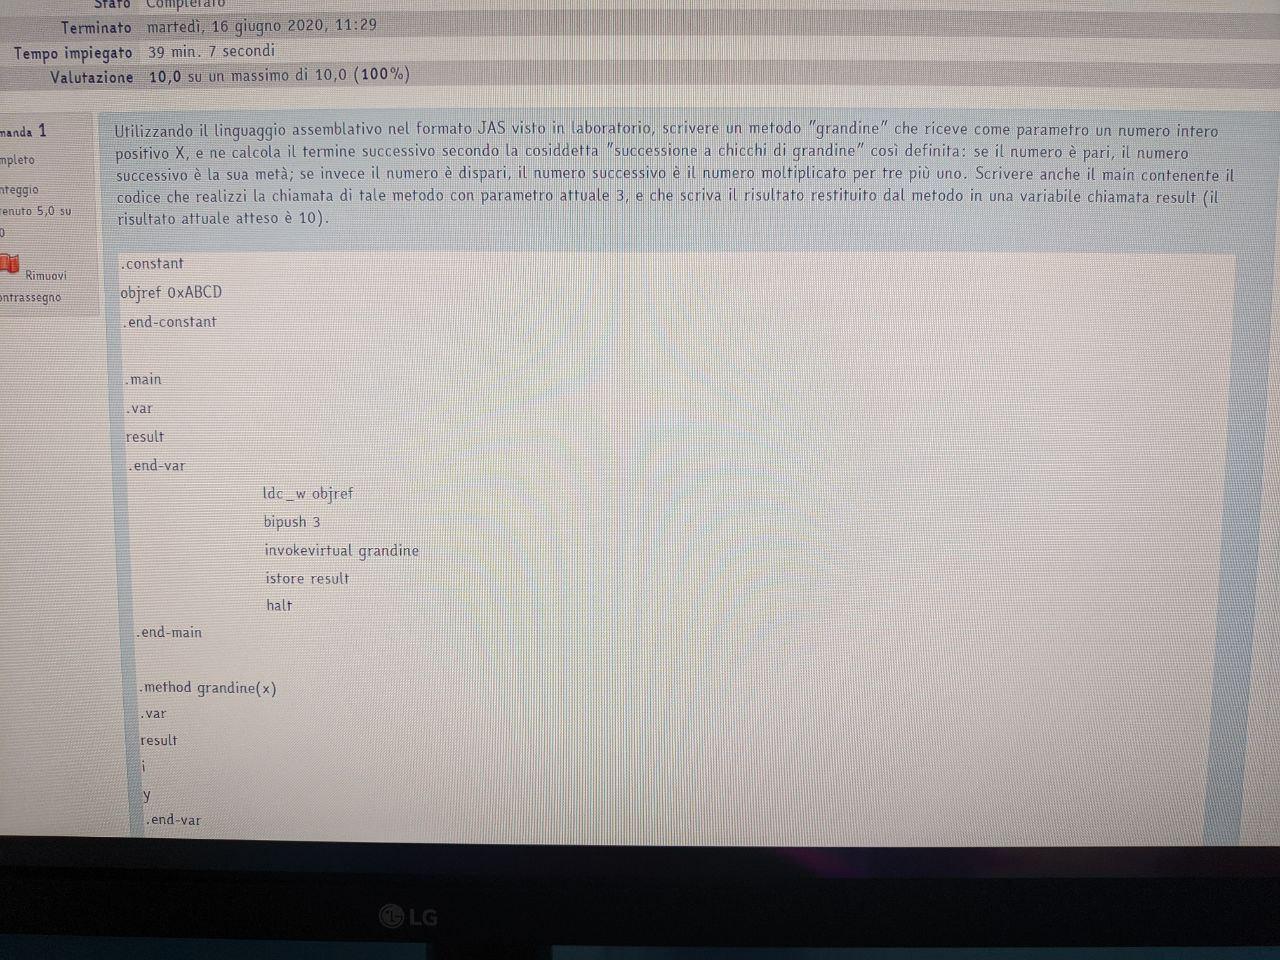 Stato Completato
Terminato martedì, 16 giugno 2020, 11:29
Tempo impiegato 39 min. 7 secondi
Valutazione 10,0 su un massimo di 10,0 (100%)
manda 1
mpleto
nteggio
enuto 5,0 su
0
Rimuovi
ontrassegno
Utilizzando il linguaggio assemblativo nel formato JAS visto in laboratorio, scrivere un metodo "grandine" che riceve come parametro un numero intero
positivo X, e ne calcola il termine successivo secondo la cosiddetta "successione a chicchi di grandine" così definita: se il numero è pari, il numero
successivo è la sua metà; se invece il numero è dispari, il numero successivo è il numero moltiplicato per tre più uno. Scrivere anche il main contenente il
codice che realizzi la chiamata di tale metodo con parametro attuale 3, e che scriva il risultato restituito dal metodo in una variabile chiamata result (il
risultato attuale atteso è 10).
.constant
objref 0xABCD
.end-constant
.main
.var
result
.end-var
ldc_w objref
bipush 3
invokevirtual grandine
istore result
halt
.end-main
.method grandine(x)
.var
result
i
y
.end-var
LG